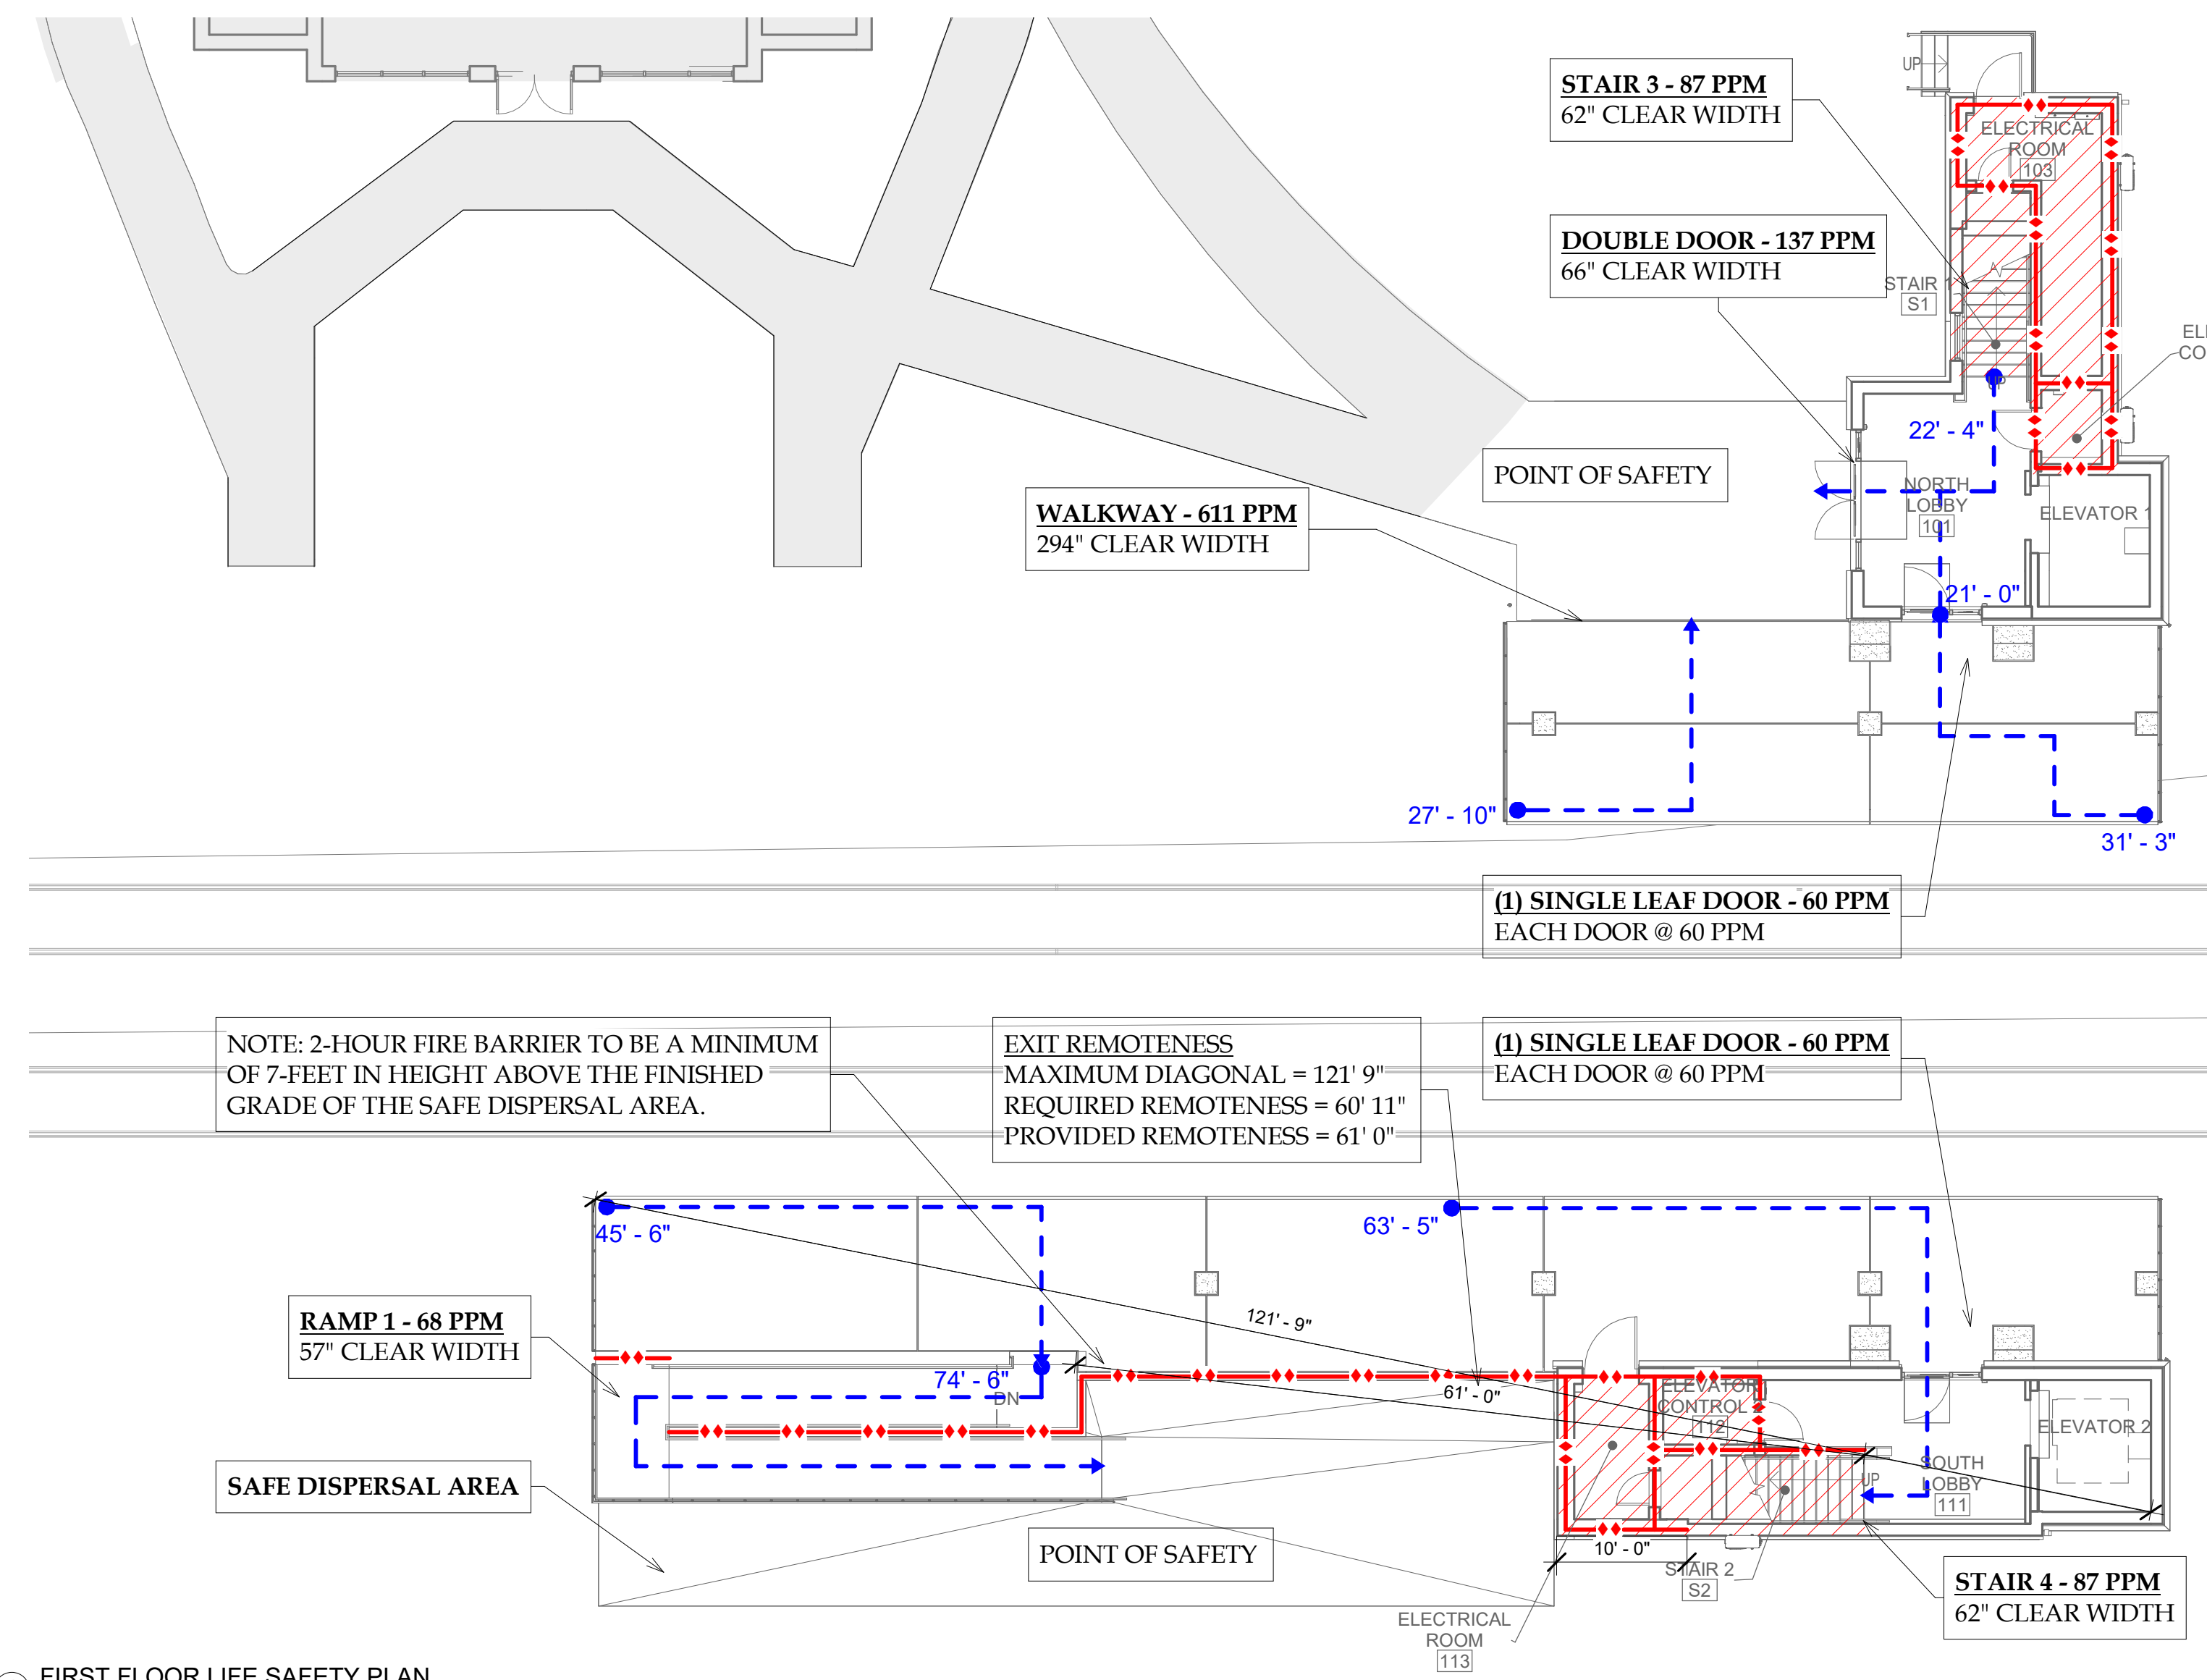 UP
STAIR 3 - 87 PPM
62" CLEAR WIDTH
ELECTRICAL
ROOM
103
DOUBLE DOOR - 137 PPM
66" CLEAR WIDTH
STAIR 1
S1
UP
22' - 4"
POINT OF SAFETY
NORTH
LOBBY
101
ELEVATOR 1
WALKWAY - 611 PPM
294" CLEAR WIDTH
21' - 0"
27' - 10"
31' - 3"
(1) SINGLE LEAF DOOR - 60 PPM
EACH DOOR @ 60 PPM
NOTE: 2-HOUR FIRE BARRIER TO BE A MINIMUM
OF 7-FEET IN HEIGHT ABOVE THE FINISHED
GRADE OF THE SAFE DISPERSAL AREA.
EXIT REMOTENESS
MAXIMUM DIAGONAL = 121' 9"
REQUIRED REMOTENESS = 60' 11"
PROVIDED REMOTENESS = 61' 0"
(1) SINGLE LEAF DOOR - 60 PPM
EACH DOOR @ 60 PPM
45' - 6"
63' - 5"
121' - 9"
RAMP 1 - 68 PPM
57" CLEAR WIDTH
74' - 6"
DN
61' - 0"
ELEVATOR
CONTROL 2
112
ELEVATOR 2
SOUTH
LOBBY
111
UP
SAFE DISPERSAL AREA
POINT OF SAFETY
10' - 0"
STAIR 2
S2
STAIR 4 - 87 PPM
62" CLEAR WIDTH
ELECTRICAL
ROOM
113
FIRST FLOOR LIFE SAFETY PLAN